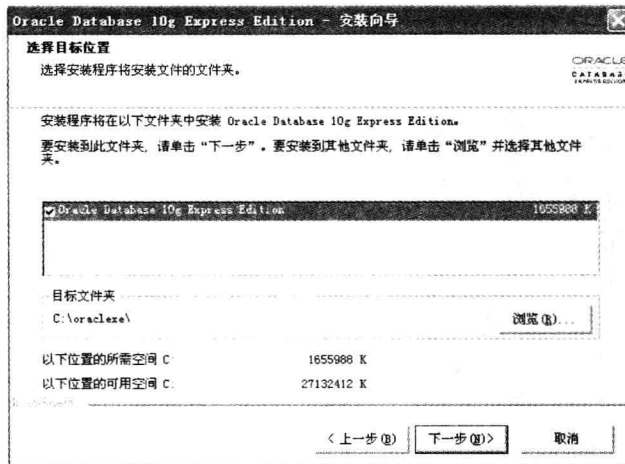 Oracle Database 10g Express Edition - 安装向导
选择目标位置
选择安装程序将安装文件的文件夹。
ORACLE
DATABASE
EXPRESS EDITION
安装程序将在以下文件夹中安装 Oracle Database 10g Express Edition。
要安装到此文件夹, 请单击“下一步”。要安装到其他文件夹, 请单击“浏览”并选择其他文件
夹。
Oracle Database 10g Express Edition 1655988 K
目标文件夹
C:\oraclexe\ 浏览(R)...
以下位置的所需空间 C: 1655988 K
以下位置的可用空间 C: 27132412 K
InstallShield
< 上一步(B) 下一步(N)> 取消